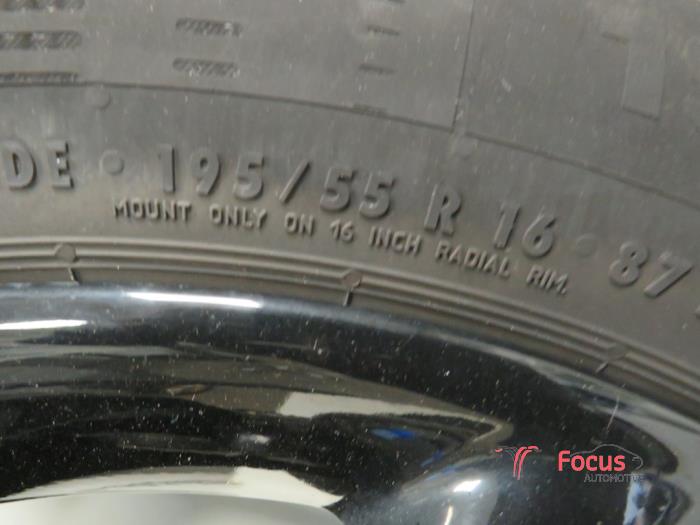 DE · 195/55 R 16 · 87
MOUNT ONLY ON 16 INCH RADIAL RIM.
Focus
AUTOMOTIVE